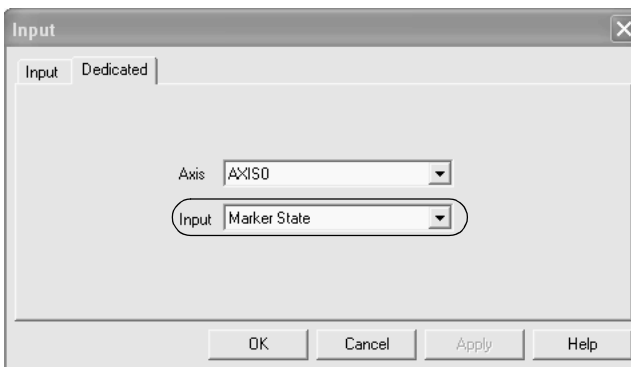 Input
Input Dedicated
Axis AXIS0
Input Marker State
OK Cancel Apply Help